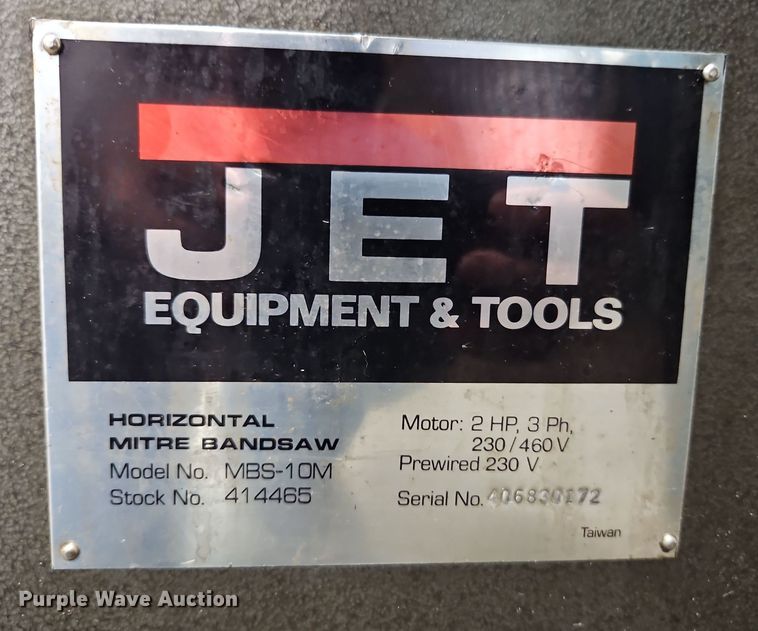 JET
EQUIPMENT & TOOLS
HORIZONTAL
MITRE BANDSAW
Model No. MBS-10M
Stock No. 414465
Motor: 2 HP, 3 Ph,
230/460 V
Prewired 230 V
Serial No.
Taiwan
Purple Wave Auction